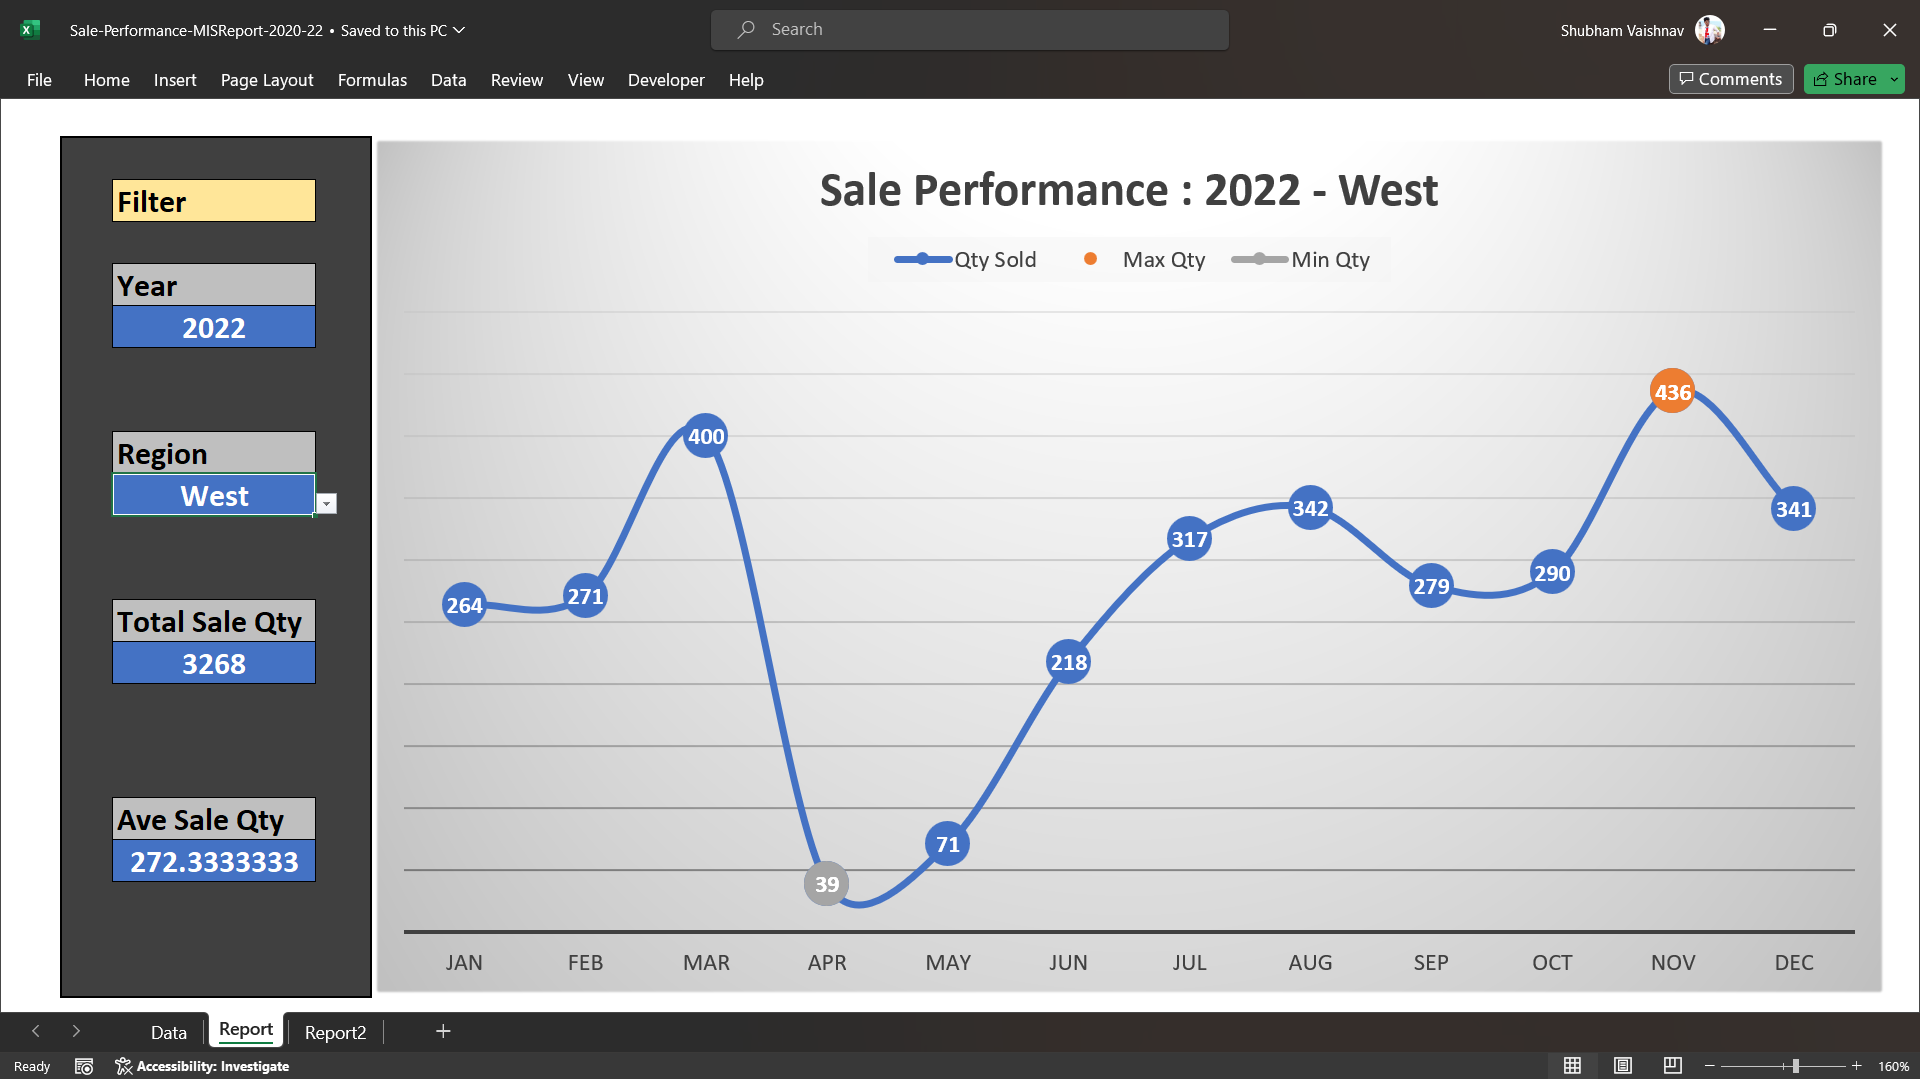 Sale-Performance-MISReport-2020-22 • Saved to this PC
Search
Shubham Vaishnav
File Home Insert Page Layout Formulas Data Review View Developer Help
Comments Share
Filter
Year
2022
Region
West
Total Sale Qty
3268
Ave Sale Qty
272.3333333
Sale Performance : 2022 - West
Qty Sold Max Qty Min Qty
264 271 400 39 71 218 317 342 279 290 436 341
JAN FEB MAR APR MAY JUN JUL AUG SEP OCT NOV DEC
Data Report Report2
Ready Accessibility: Investigate 160%